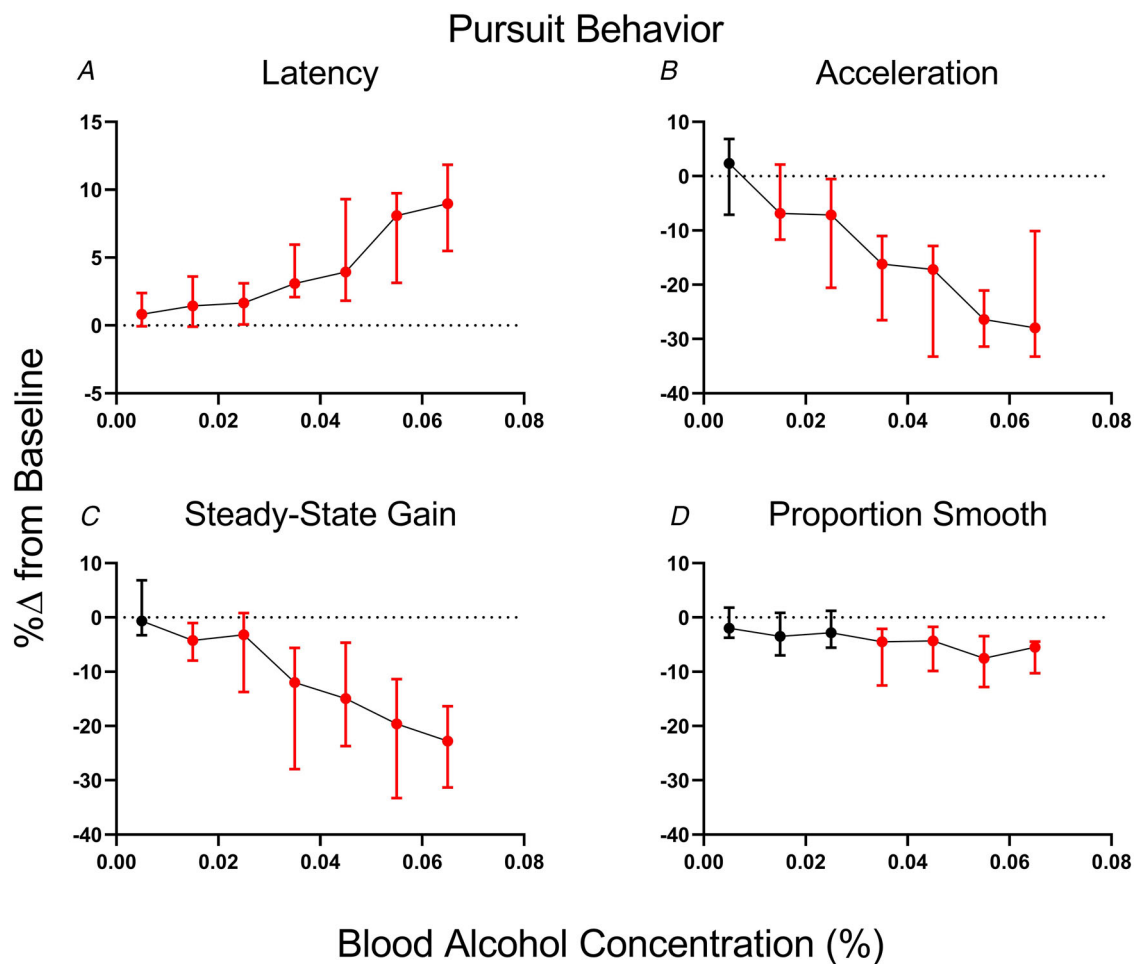 Pursuit Behavior
A Latency
B Acceleration
15
10
5
0
-5
0.00 0.02 0.04 0.06 0.08
10
0
-10
-20
-30
-40
0.00 0.02 0.04 0.06 0.08
%Δ from Baseline
C Steady-State Gain
D Proportion Smooth
10
0
-10
-20
-30
-40
0.00 0.02 0.04 0.06 0.08
10
0
-10
-20
-30
-40
0.00 0.02 0.04 0.06 0.08
Blood Alcohol Concentration (%)